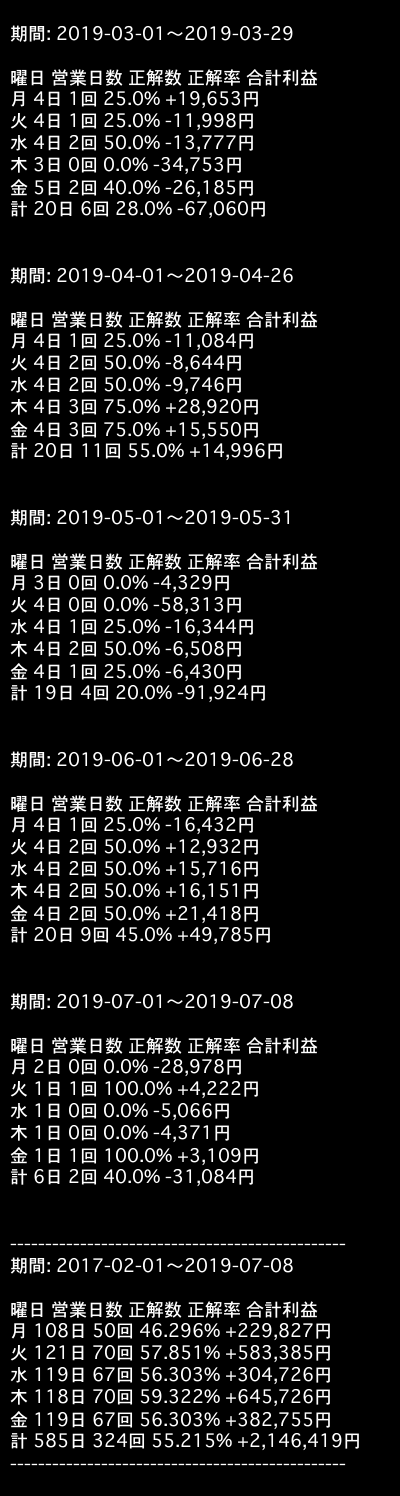 期間: 2019-03-01～2019-03-29
曜日 営業日数 正解数 正解率 合計利益
月 4日 1回 25.0% +19,653円
火 4日 1回 25.0% -11,998円
水 4日 2回 50.0% -13,777円
木 3日 0回 0.0% -34,753円
金 5日 2回 40.0% -26,185円
計 20日 6回 28.0% -67,060円
期間: 2019-04-01～2019-04-26
曜日 営業日数 正解数 正解率 合計利益
月 4日 1回 25.0% -11,084円
火 4日 2回 50.0% -8,644円
水 4日 2回 50.0% -9,746円
木 4日 3回 75.0% +28,920円
金 4日 3回 75.0% +15,550円
計 20日 11回 55.0% +14,996円
期間: 2019-05-01～2019-05-31
曜日 営業日数 正解数 正解率 合計利益
月 3日 0回 0.0% -4,329円
火 4日 0回 0.0% -58,313円
水 4日 1回 25.0% -16,344円
木 4日 2回 50.0% -6,508円
金 4日 1回 25.0% -6,430円
計 19日 4回 20.0% -91,924円
期間: 2019-06-01～2019-06-28
曜日 営業日数 正解数 正解率 合計利益
月 4日 1回 25.0% -16,432円
火 4日 2回 50.0% +12,932円
水 4日 2回 50.0% +15,716円
木 4日 2回 50.0% +16,151円
金 4日 2回 50.0% +21,418円
計 20日 9回 45.0% +49,785円
期間: 2019-07-01～2019-07-08
曜日 営業日数 正解数 正解率 合計利益
月 2日 0回 0.0% -28,978円
火 1日 1回 100.0% +4,222円
水 1日 0回 0.0% -5,066円
木 1日 0回 0.0% -4,371円
金 1日 1回 100.0% +3,109円
計 6日 2回 40.0% -31,084円
------------------------------------------------
期間: 2017-02-01～2019-07-08
曜日 営業日数 正解数 正解率 合計利益
月 108日 50回 46.296% +229,827円
火 121日 70回 57.851% +583,385円
水 119日 67回 56.303% +304,726円
木 118日 70回 59.322% +645,726円
金 119日 67回 56.303% +382,755円
計 585日 324回 55.215% +2,146,419円
------------------------------------------------